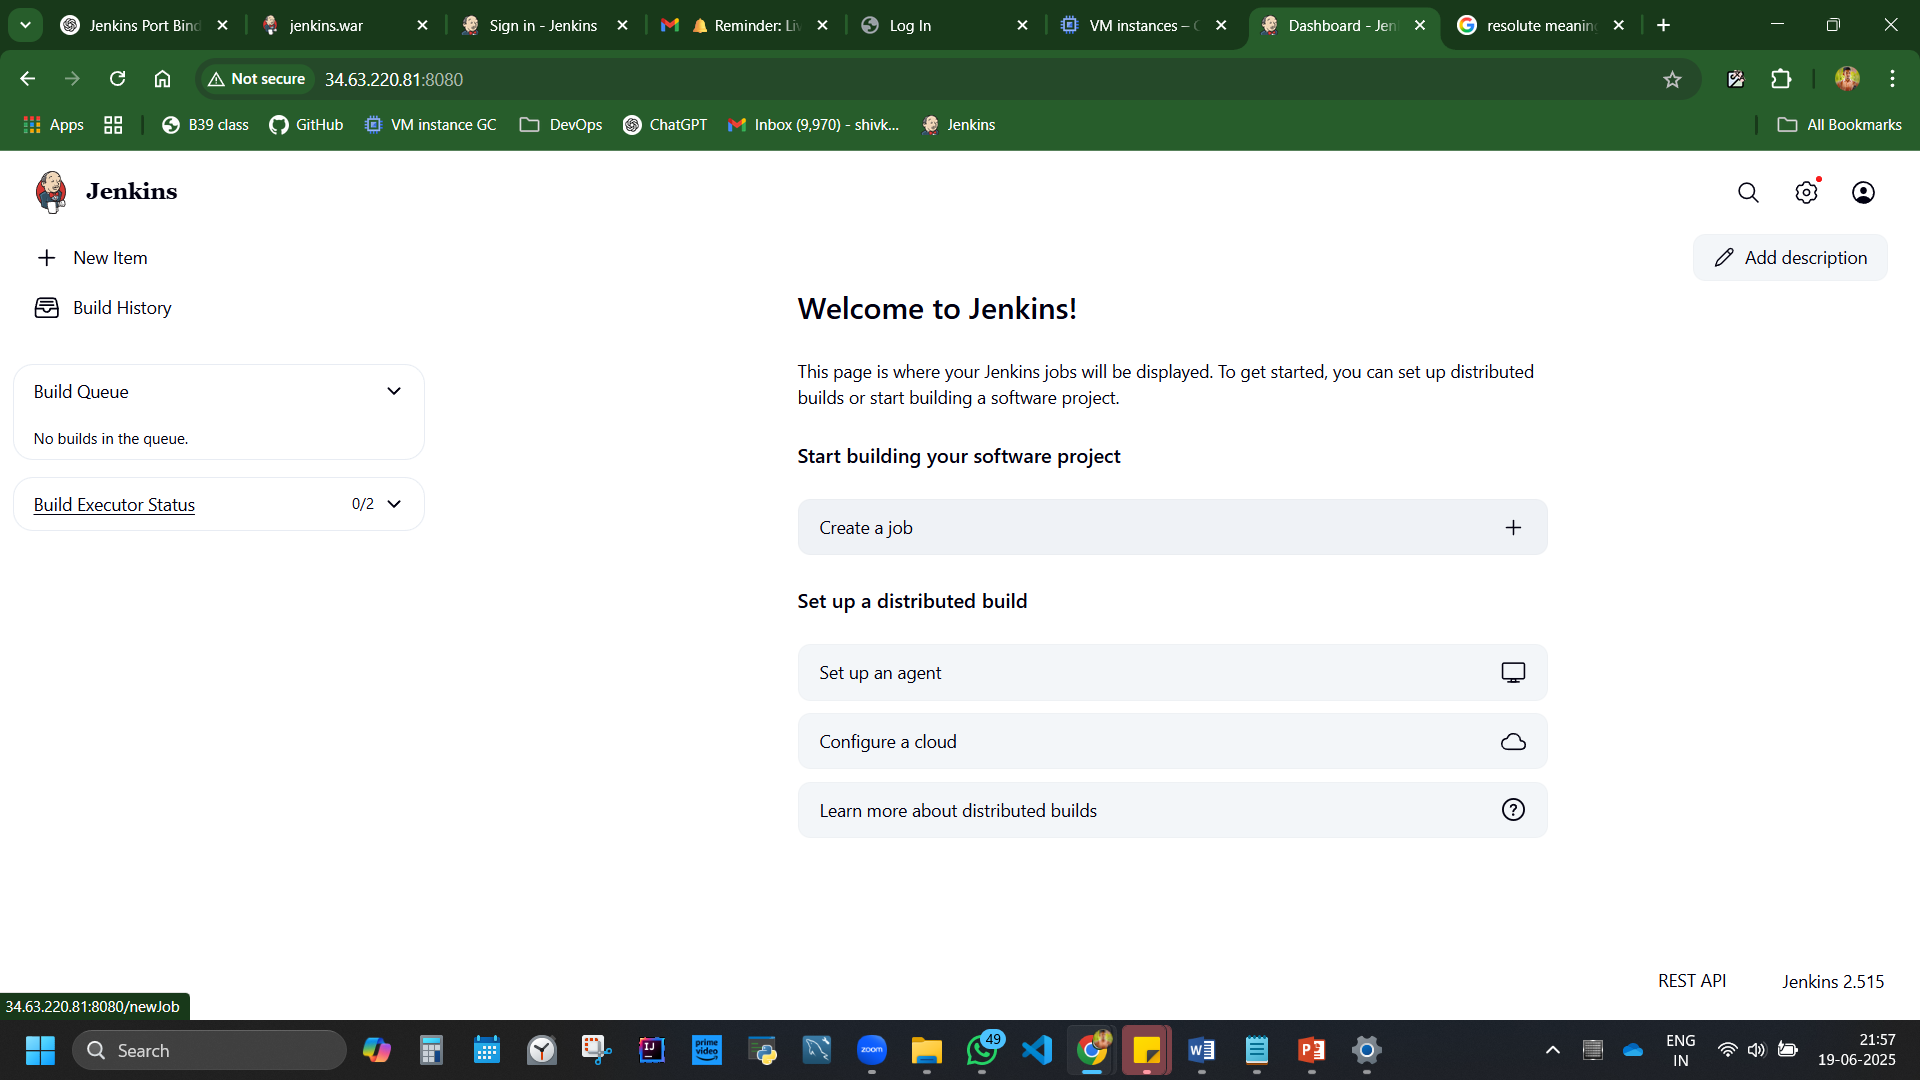 Jenkins Port Bind
jenkins.war
Sign in - Jenkins
Reminder: Liv
Log In
VM instances – C
Dashboard - Jen
resolute meaning
Not secure
34.63.220.81:8080
Apps
B39 class
GitHub
VM instance GC
DevOps
ChatGPT
Inbox (9,970) - shivk...
Jenkins
All Bookmarks
Jenkins
New Item
Add description
Build History
Welcome to Jenkins!
This page is where your Jenkins jobs will be displayed. To get started, you can set up distributed
builds or start building a software project.
Build Queue
No builds in the queue.
Start building your software project
Build Executor Status
0/2
Create a job
Set up a distributed build
Set up an agent
Configure a cloud
Learn more about distributed builds
REST API
Jenkins 2.515
34.63.220.81:8080/newJob
Search
IJ
prime
video
zoom
49
ENG
IN
21:57
19-06-2025